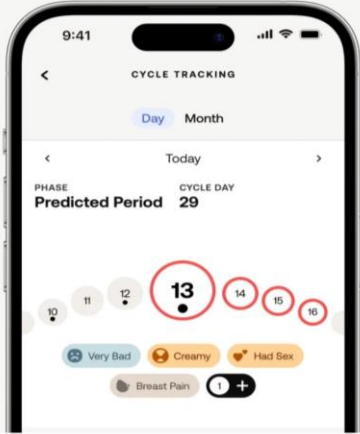 9:41
CYCLE TRACKING
Day Month
Today
PHASE CYCLE DAY
Predicted Period 29
10 11 12 13 14 15 16
Very Bad Creamy Had Sex
Breast Pain 1 +